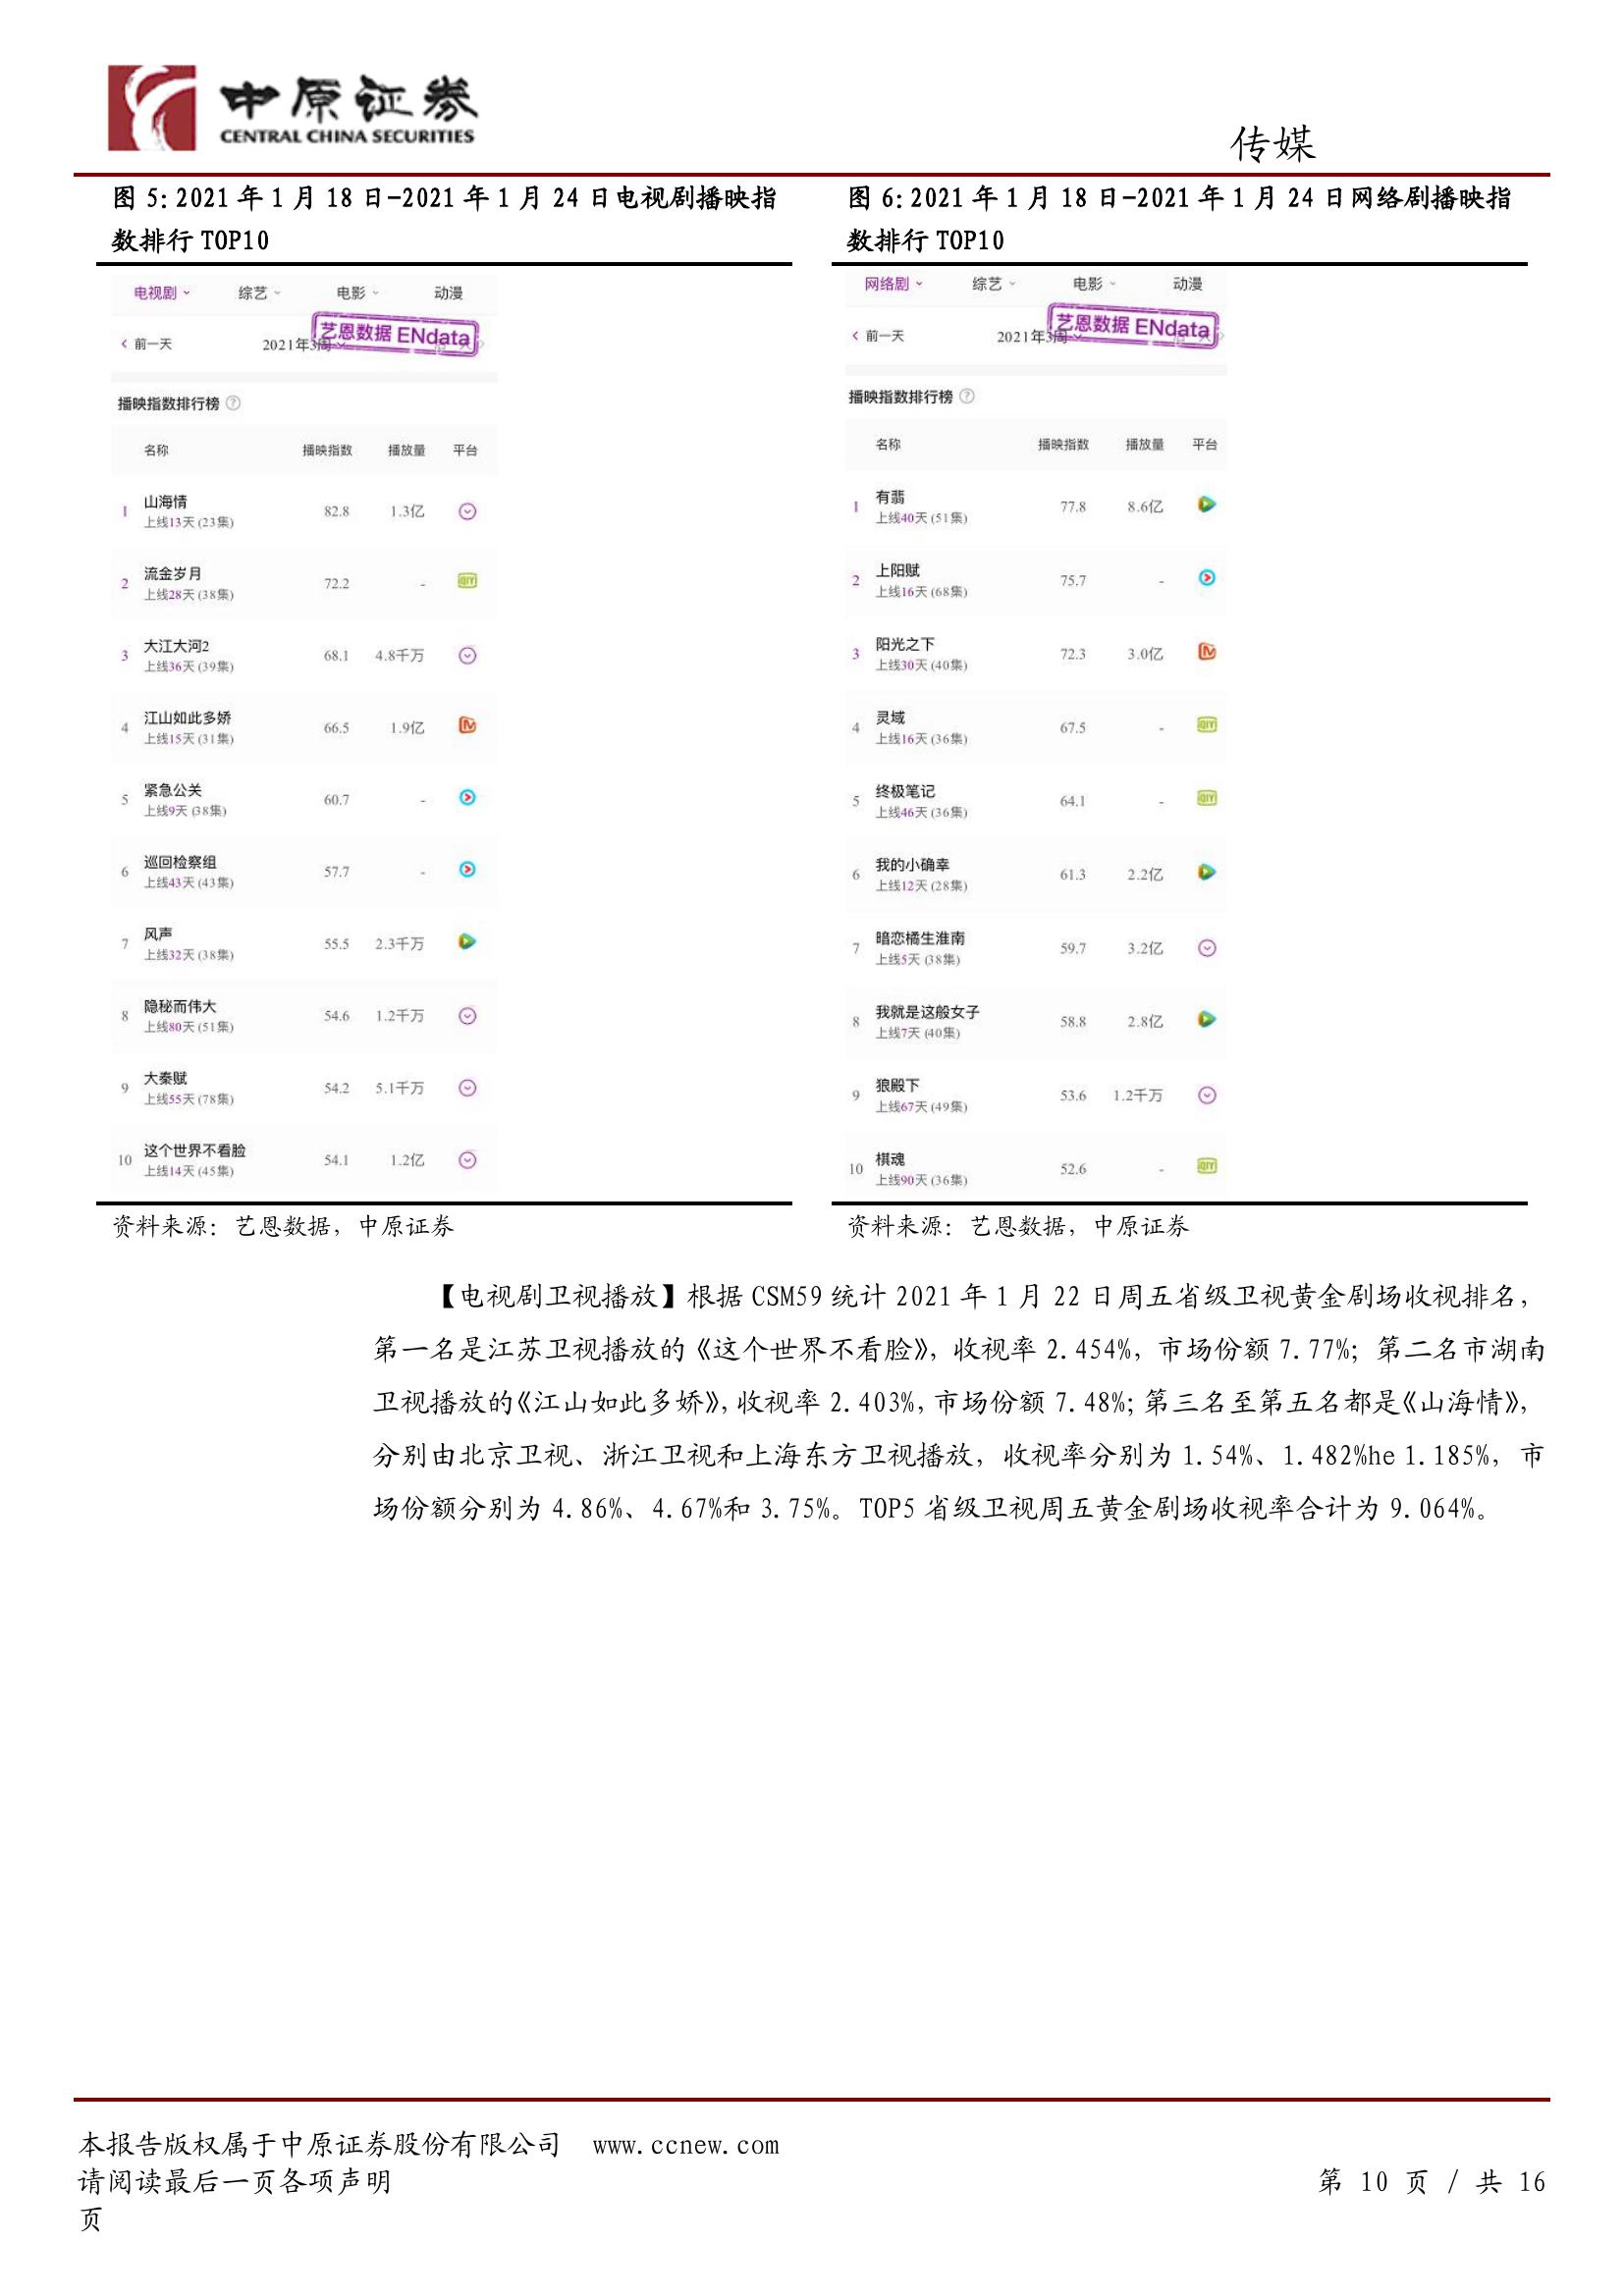 中原证券
CENTRAL CHINA SECURITIES
传媒
图 5：2021 年 1 月 18 日-2021 年 1 月 24 日电视剧播映指
数排行 TOP10
电视剧 综艺 电影 动漫
艺恩数据 ENdata
前一天 2021年3周
播映指数排行榜
名称 播映指数 播放量 平台
1 山海情 82.8 1.3亿
上线13天 (23集)
2 流金岁月 72.2 -
上线28天 (38集)
3 大江大河2 68.1 4.8千万
上线36天 (39集)
4 江山如此多娇 66.5 1.9亿
上线15天 (31集)
5 紧急公关 60.7 -
上线9天 (38集)
6 巡回检察组 57.7 -
上线43天 (43集)
7 风声 55.5 2.3千万
上线32天 (38集)
8 隐秘而伟大 54.6 1.2千万
上线80天 (51集)
9 大秦赋 54.2 5.1千万
上线55天 (78集)
10 这个世界不看脸 54.1 1.2亿
上线14天 (45集)
资料来源：艺恩数据，中原证券
图 6：2021 年 1 月 18 日-2021 年 1 月 24 日网络剧播映指
数排行 TOP10
网络剧 综艺 电影 动漫
艺恩数据 ENdata
前一天 2021年3周
播映指数排行榜
名称 播映指数 播放量 平台
1 有翡 77.8 8.6亿
上线40天 (51集)
2 上阳赋 75.7 -
上线16天 (68集)
3 阳光之下 72.3 3.0亿
上线30天 (40集)
4 灵域 67.5 -
上线16天 (36集)
5 终极笔记 64.1 -
上线46天 (36集)
6 我的小确幸 61.3 2.2亿
上线12天 (28集)
7 暗恋橘生淮南 59.7 3.2亿
上线5天 (38集)
8 我就是这般女子 58.8 2.8亿
上线7天 (40集)
9 狼殿下 53.6 1.2千万
上线67天 (49集)
10 棋魂 52.6 -
上线90天 (36集)
资料来源：艺恩数据，中原证券
【电视剧卫视播放】根据 CSM59 统计 2021 年 1 月 22 日周五省级卫视黄金剧场收视排名，
第一名是江苏卫视播放的《这个世界不看脸》，收视率 2.454%，市场份额 7.77%；第二名市湖南
卫视播放的《江山如此多娇》，收视率 2.403%，市场份额 7.48%；第三名至第五名都是《山海情》，
分别由北京卫视、浙江卫视和上海东方卫视播放，收视率分别为 1.54%、1.482%he 1.185%，市
场份额分别为 4.86%、4.67%和 3.75%。TOP5 省级卫视周五黄金剧场收视率合计为 9.064%。
本报告版权属于中原证券股份有限公司 www.ccnew.com
请阅读最后一页各项声明 第 10 页 / 共 16
页